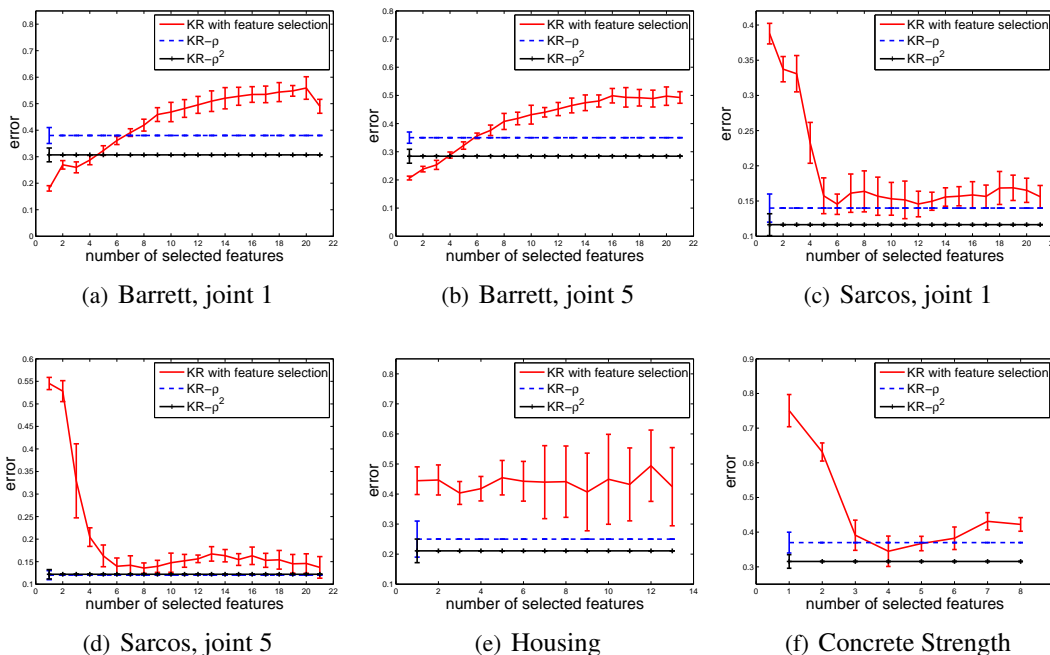 KR with feature selection
KR-ρ
KR-ρ²
error
0.8
0.7
0.6
0.5
0.4
0.3
0.2
0.1
0
0 2 4 6 8 10 12 14 16 18 20 22
number of selected features
(a) Barrett, joint 1
KR with feature selection
KR-ρ
KR-ρ²
error
0.8
0.7
0.6
0.5
0.4
0.3
0.2
0.1
0
0 2 4 6 8 10 12 14 16 18 20 22
number of selected features
(b) Barrett, joint 5
KR with feature selection
KR-ρ
KR-ρ²
error
0.4
0.35
0.3
0.25
0.2
0.15
0.1
0 2 4 6 8 10 12 14 16 18 20 22
number of selected features
(c) Sarcos, joint 1
KR with feature selection
KR-ρ
KR-ρ²
error
0.6
0.55
0.5
0.45
0.4
0.35
0.3
0.25
0.2
0.15
0.1
0 2 4 6 8 10 12 14 16 18 20 22
number of selected features
(d) Sarcos, joint 5
KR with feature selection
KR-ρ
KR-ρ²
error
0.8
0.7
0.6
0.5
0.4
0.3
0.2
0.1
0 2 4 6 8 10 12 14
number of selected features
(e) Housing
KR with feature selection
KR-ρ
KR-ρ²
error
0.9
0.8
0.7
0.6
0.5
0.4
0.3
0 1 2 3 4 5 6 7 8
number of selected features
(f) Concrete Strength